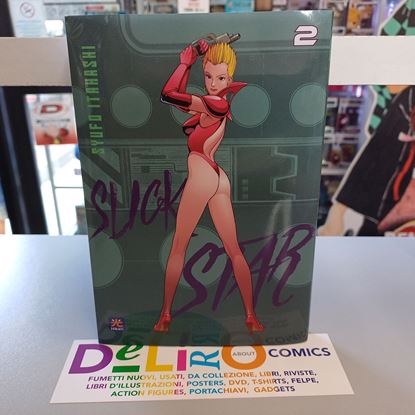 2
SYUFO ITAHASHI
SLICK
STAR
DeLiRiO
ABOUT COMICS
FUMETTI NUOVI, USATI, DA COLLEZIONE, LIBRI, RIVISTE,
LIBRI D'ILLUSTRAZIONI, POSTERS, DVD, T-SHIRTS, FELPE,
ACTION FIGURES, PORTACHIAVI, GADGETS...